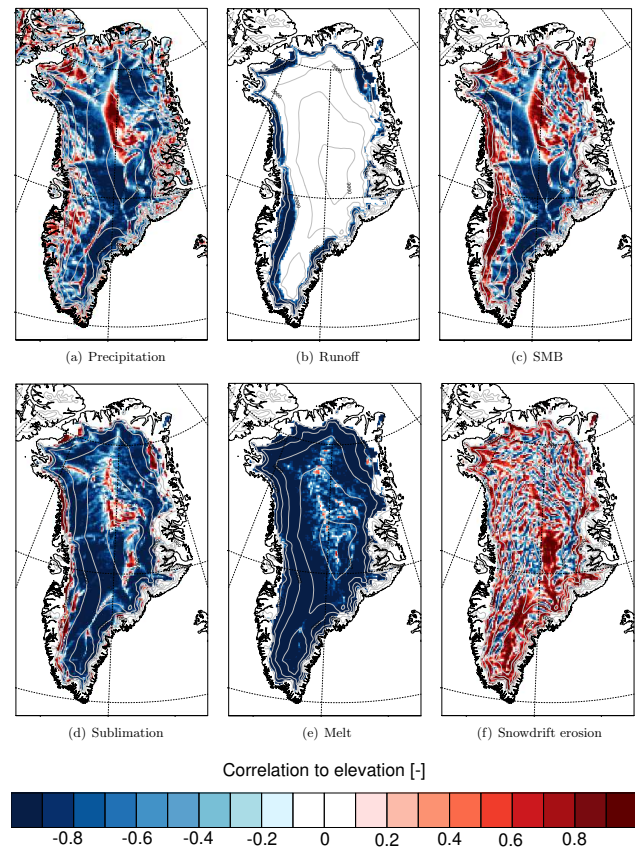 (a) Precipitation
(b) Runoff
(c) SMB
(d) Sublimation
(e) Melt
(f) Snowdrift erosion
Correlation to elevation [-]
-0.8 -0.6 -0.4 -0.2 0 0.2 0.4 0.6 0.8